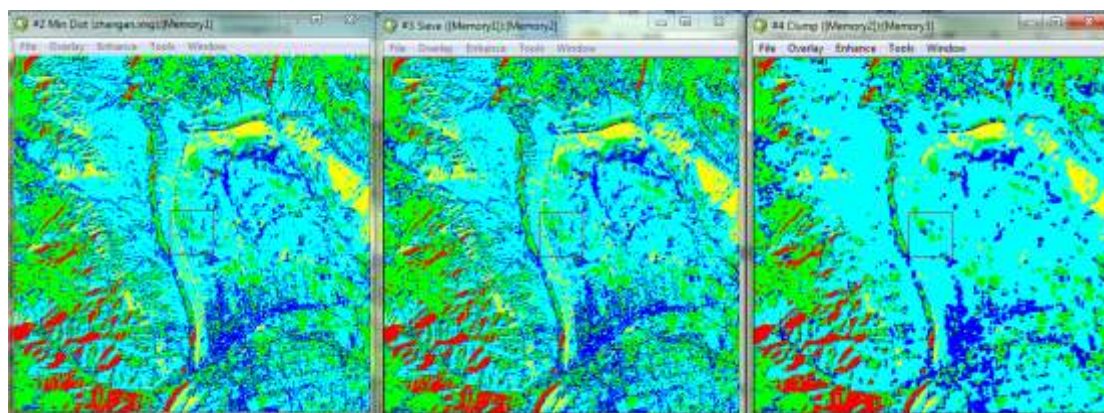 #2 Min Dist (zhangan.img):[Memory1]
File Overlay Enhance Tools Window
#3 Sieve ([Memory1]):[Memory2]
File Overlay Enhance Tools Window
#4 Clump ([Memory2]):[Memory3]
File Overlay Enhance Tools Window